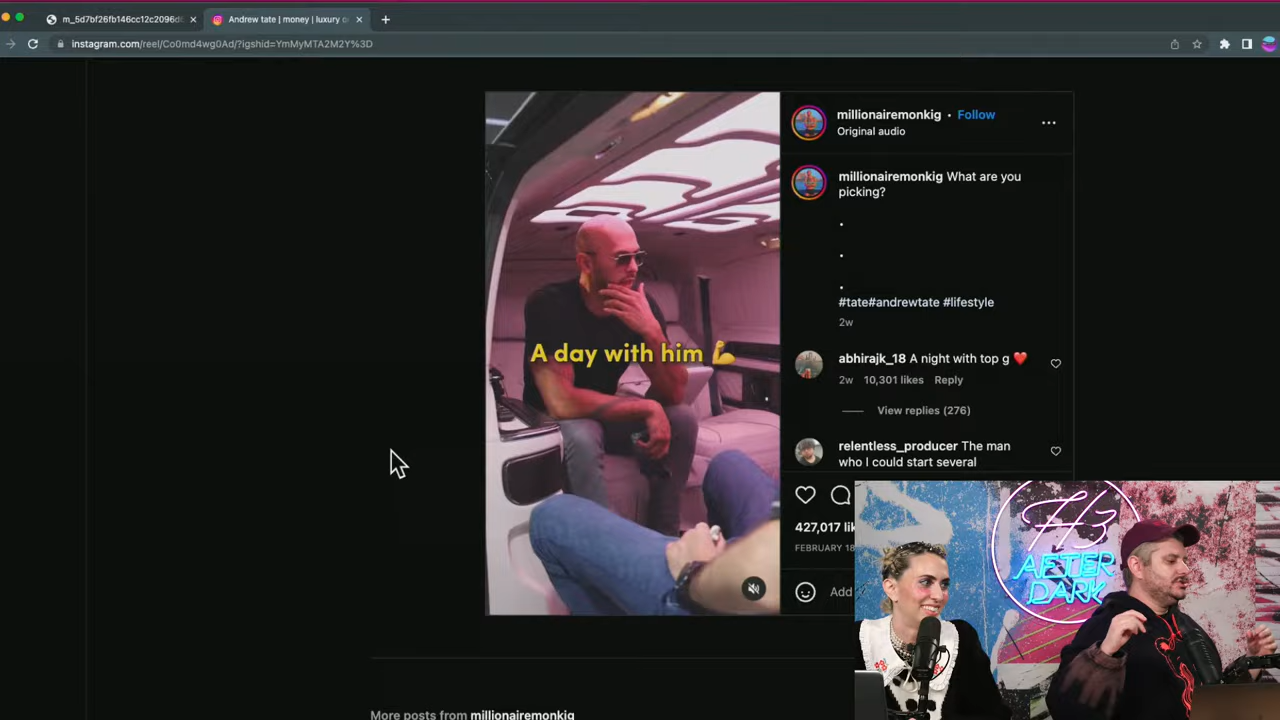 m_5d7bf26fb146cc12c2096d
Andrew tate | money | luxury o
instagram.com/reel/Co0md4wg0Ad/?igshid=YmMyMTA2M2Y%3D
A day with him 💪
millionairemonkig • Follow
Original audio
millionairemonkig What are you
picking?
.
.
.
#tate#andrewtate #lifestyle
2w
abhirajk_18 A night with top g ❤️
2w 10,301 likes Reply
View replies (276)
relentless_producer The man
who I could start several
427,017 lik
FEBRUARY 18
Add
H3
AFTER
DARK
More posts from millionairemonkig